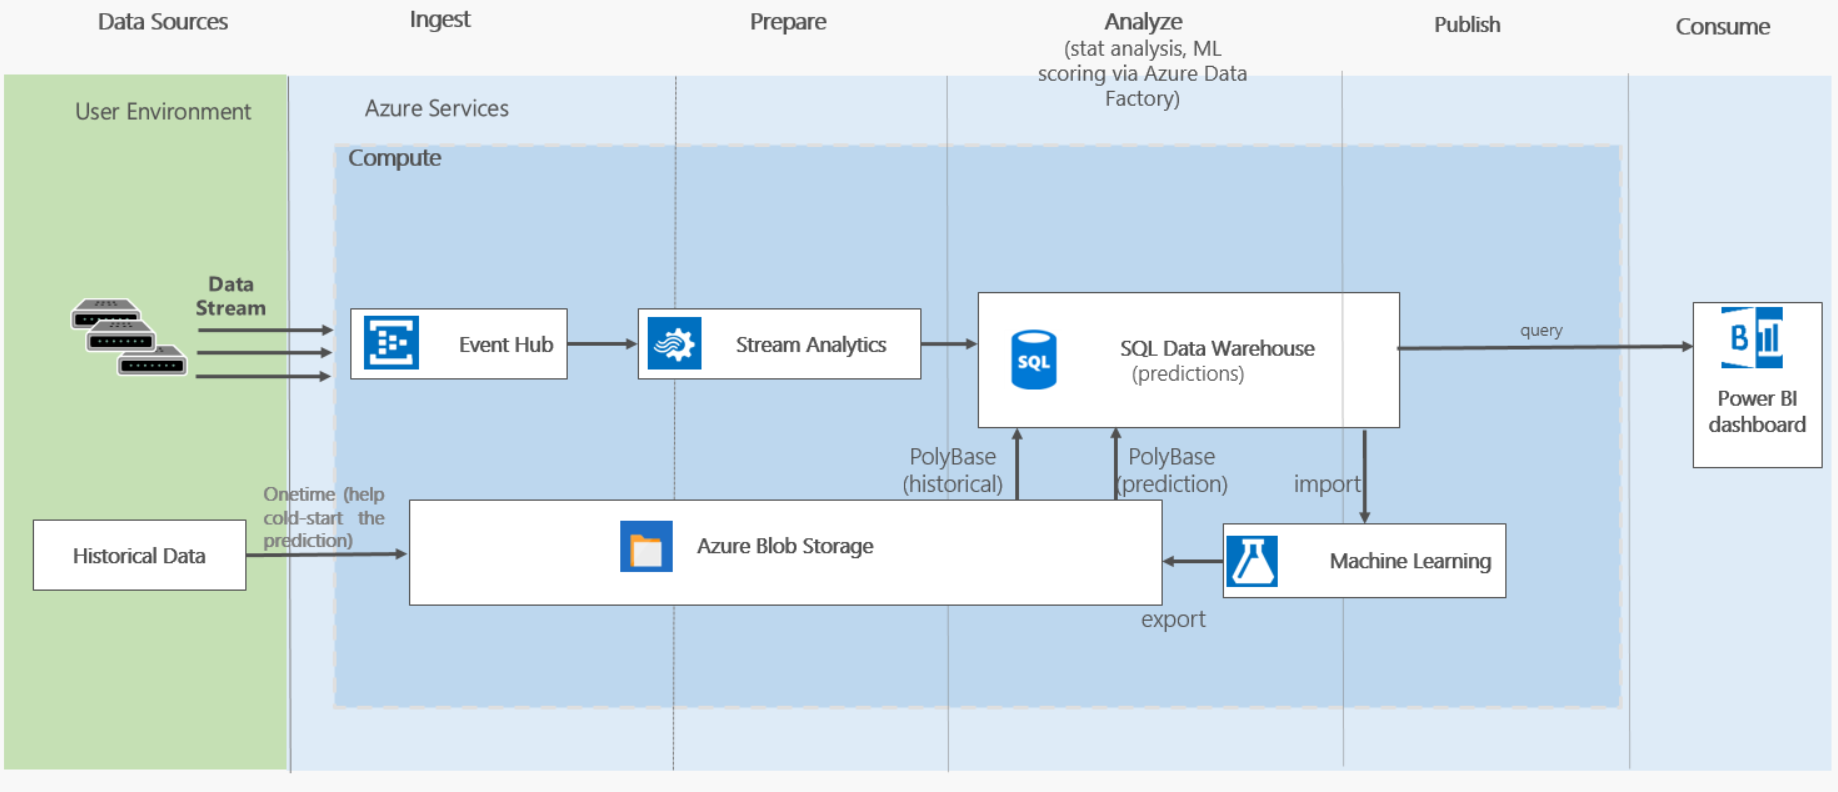 Data Sources
Ingest
Prepare
Analyze
(stat analysis, ML
scoring via Azure Data
Factory)
Publish
Consume
User Environment
Azure Services
Compute
Data
Stream
Event Hub
Stream Analytics
SQL
SQL Data Warehouse
(predictions)
query
Power BI
dashboard
PolyBase
(historical)
PolyBase
(prediction)
import
Onetime (help
cold-start the
prediction)
Historical Data
Azure Blob Storage
Machine Learning
export